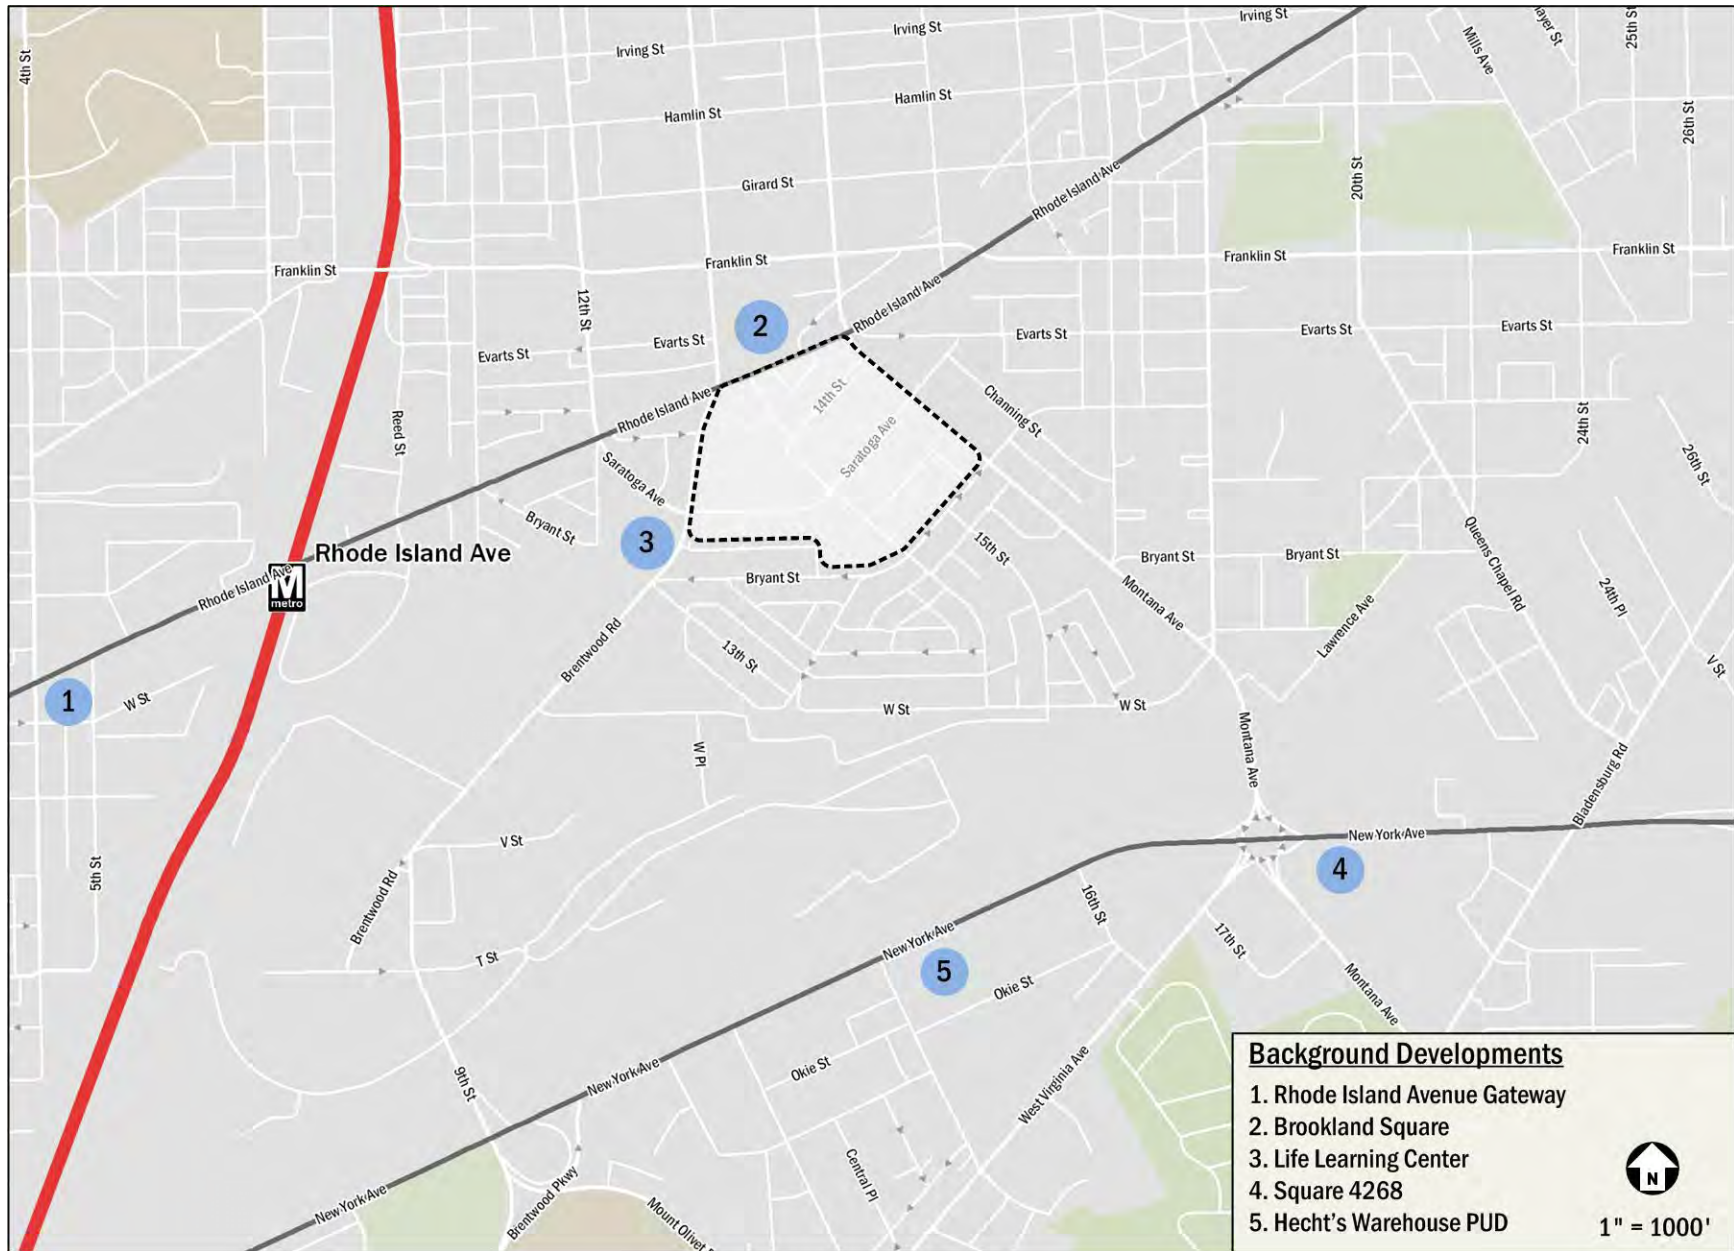 4th St
Irving St
Irving St
Irving St
Mills Ave
25th St
Hamlin St
Hamlin St
26th St
Girard St
Rhode Island Ave
20th St
Franklin St
Franklin St
Franklin St
Franklin St
12th St
Rhode Island Ave
Evarts St
Evarts St
2
Evarts St
Evarts St
Evarts St
Rhode Island Ave
14th St
Channing St
Reed St
Saratoga Ave
24th St
26th St
Saratoga Ave
Bryant St
3
15th St
Bryant St
Bryant St
Queens Chapel Rd
Rhode Island Ave
Rhode Island Ave
M
metro
Bryant St
Montana Ave
24th Pl
Lawrence Ave
Brentwood Rd
13th St
V St
1
W St
W St
W St
W Pl
Montana Ave
Bladensburg Rd
V St
New York Ave
5th St
4
Brentwood Rd
16th St
17th St
New York Ave
T St
5
Okie St
Montana Ave
New York Ave
Okie St
9th St
West Virginia Ave
Central Pl
New York Ave
Brentwood Pkwy
Mount Olivet
Background Developments
1. Rhode Island Avenue Gateway
2. Brookland Square
3. Life Learning Center
4. Square 4268
5. Hecht's Warehouse PUD
N
1" = 1000'